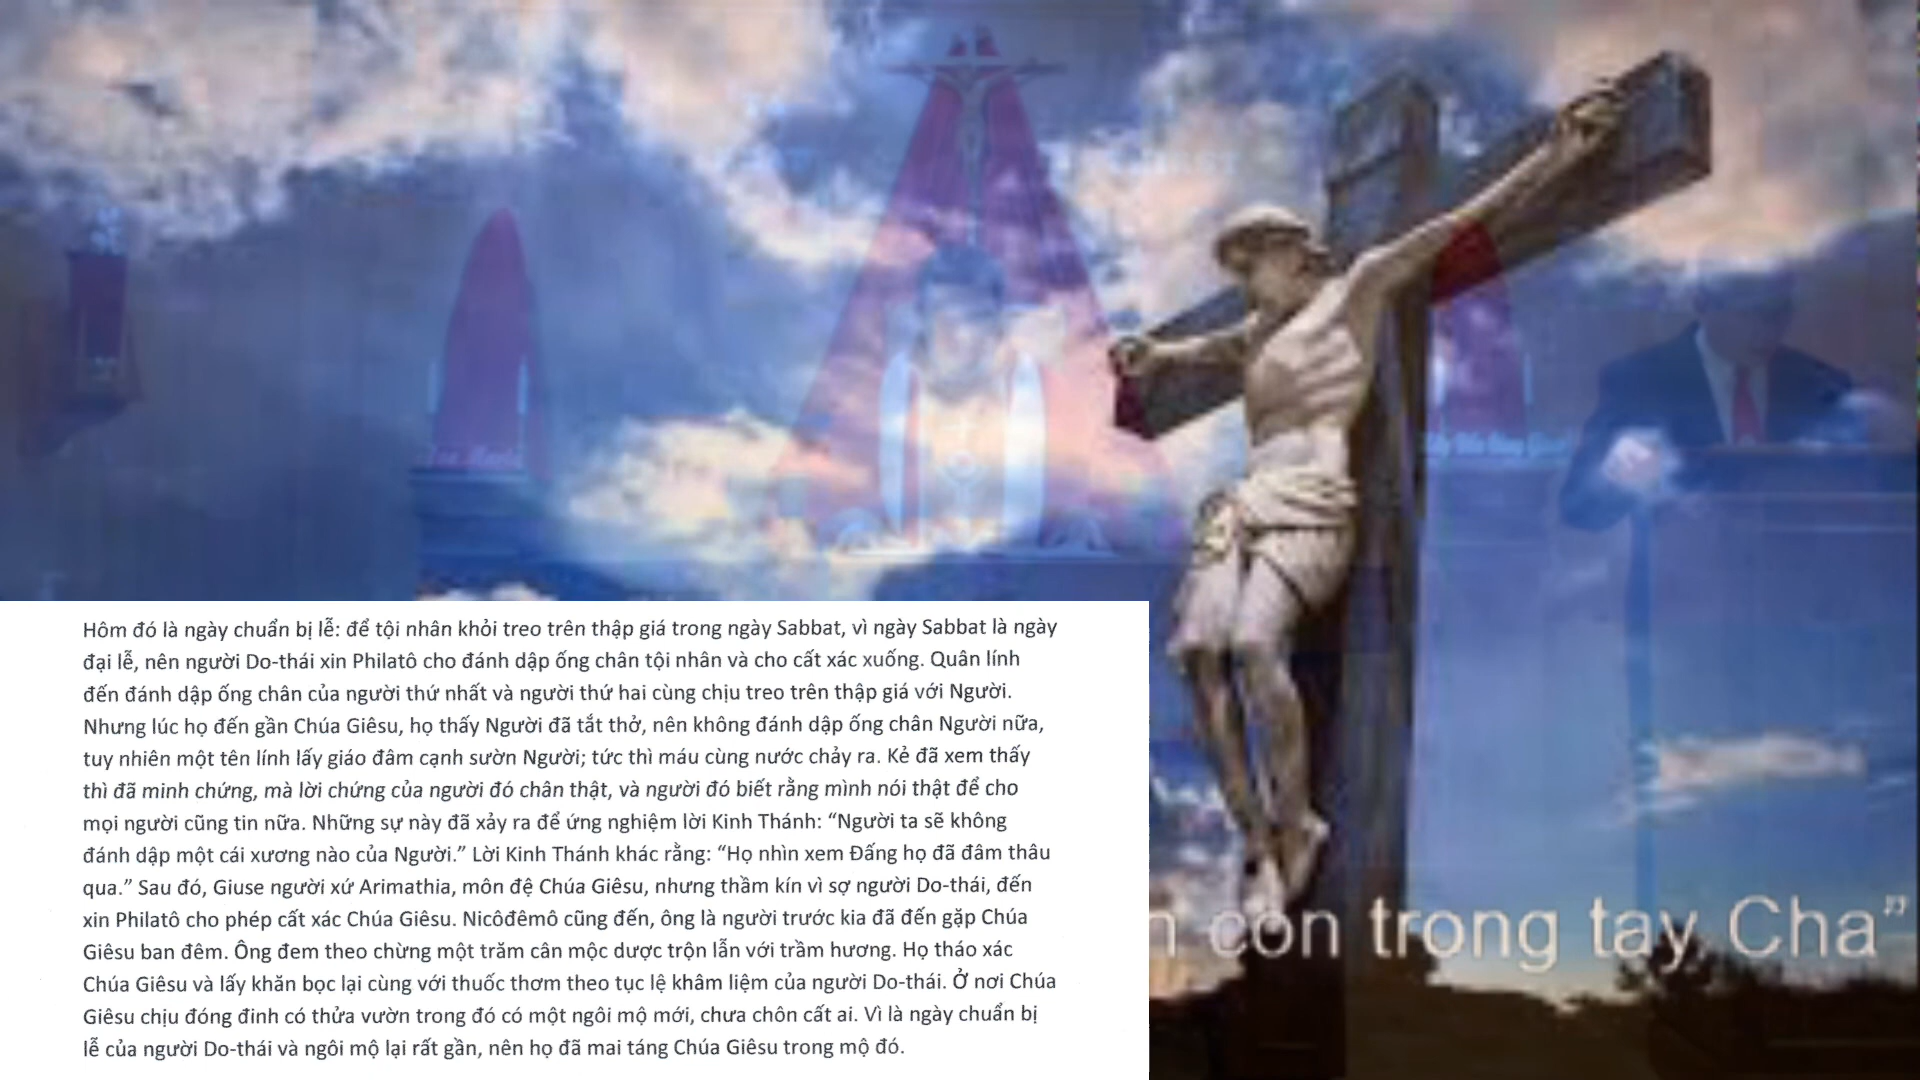 Hôm đó là ngày chuẩn bị lễ: để tội nhân khỏi treo trên thập giá trong ngày Sabbat, vì ngày Sabbat là ngày
đại lễ, nên người Do-thái xin Philatô cho đánh dập ống chân tội nhân và cho cất xác xuống. Quân lính
đến đánh dập ống chân của người thứ nhất và người thứ hai cùng chịu treo trên thập giá với Người.
Nhưng lúc họ đến gần Chúa Giêsu, họ thấy Người đã tắt thở, nên không đánh dập ống chân Người nữa,
tuy nhiên một tên lính lấy giáo đâm cạnh sườn Người; tức thì máu cùng nước chảy ra. Kẻ đã xem thấy
thì đã minh chứng, mà lời chứng của người đó chân thật, và người đó biết rằng mình nói thật để cho
mọi người cũng tin nữa. Những sự này đã xảy ra để ứng nghiệm lời Kinh Thánh: “Người ta sẽ không
đánh dập một cái xương nào của Người.” Lời Kinh Thánh khác rằng: “Họ nhìn xem Đấng họ đã đâm thâu
qua.” Sau đó, Giuse người xứ Arimathia, môn đệ Chúa Giêsu, nhưng thầm kín vì sợ người Do-thái, đến
xin Philatô cho phép cất xác Chúa Giêsu. Nicôđêmô cũng đến, ông là người trước kia đã đến gặp Chúa
Giêsu ban đêm. Ông đem theo chừng một trăm cân mộc dược trộn lẫn với trầm hương. Họ tháo xác
Chúa Giêsu và lấy khăn bọc lại cùng với thuốc thơm theo tục lệ khâm liệm của người Do-thái. Ở nơi Chúa
Giêsu chịu đóng đinh có thửa vườn trong đó có một ngôi mộ mới, chưa chôn cất ai. Vì là ngày chuẩn bị
lễ của người Do-thái và ngôi mộ lại rất gần, nên họ đã mai táng Chúa Giêsu trong mộ đó.
con trong tay Cha”